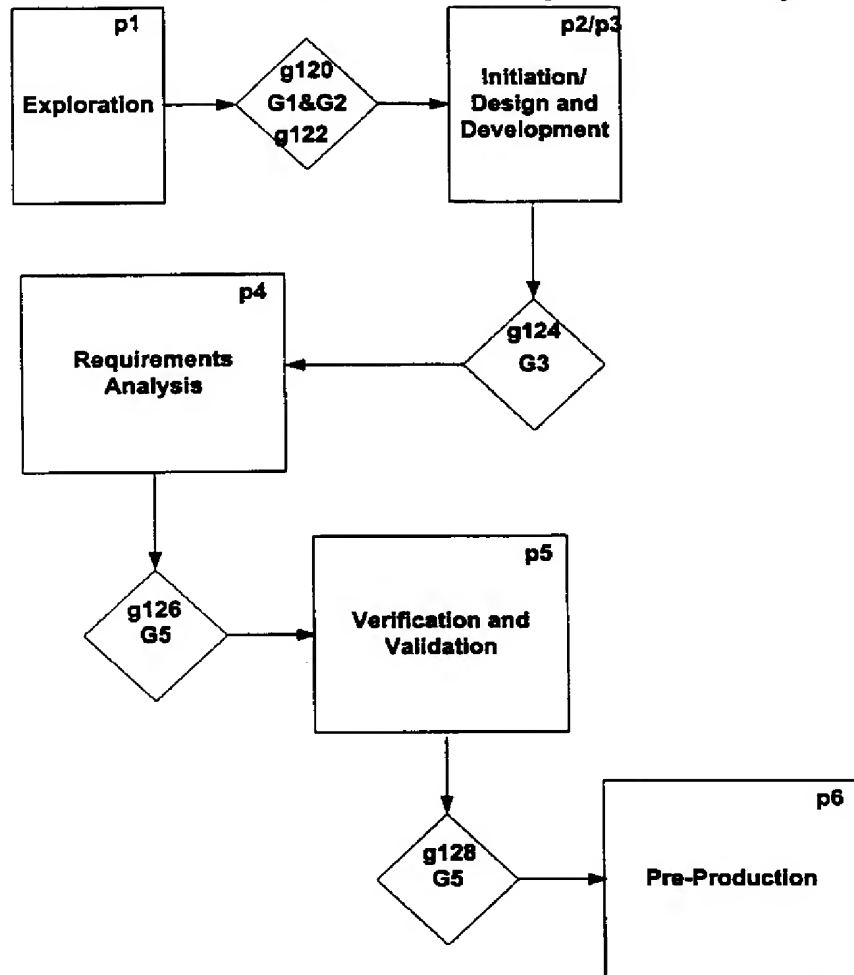 p1
Exploration
g120
G1&G2
g122
p2/p3
Initiation/
Design and
Development
g124
G3
p4
Requirements
Analysis
g126
G5
p5
Verification and
Validation
g128
G5
p6
Pre-Production